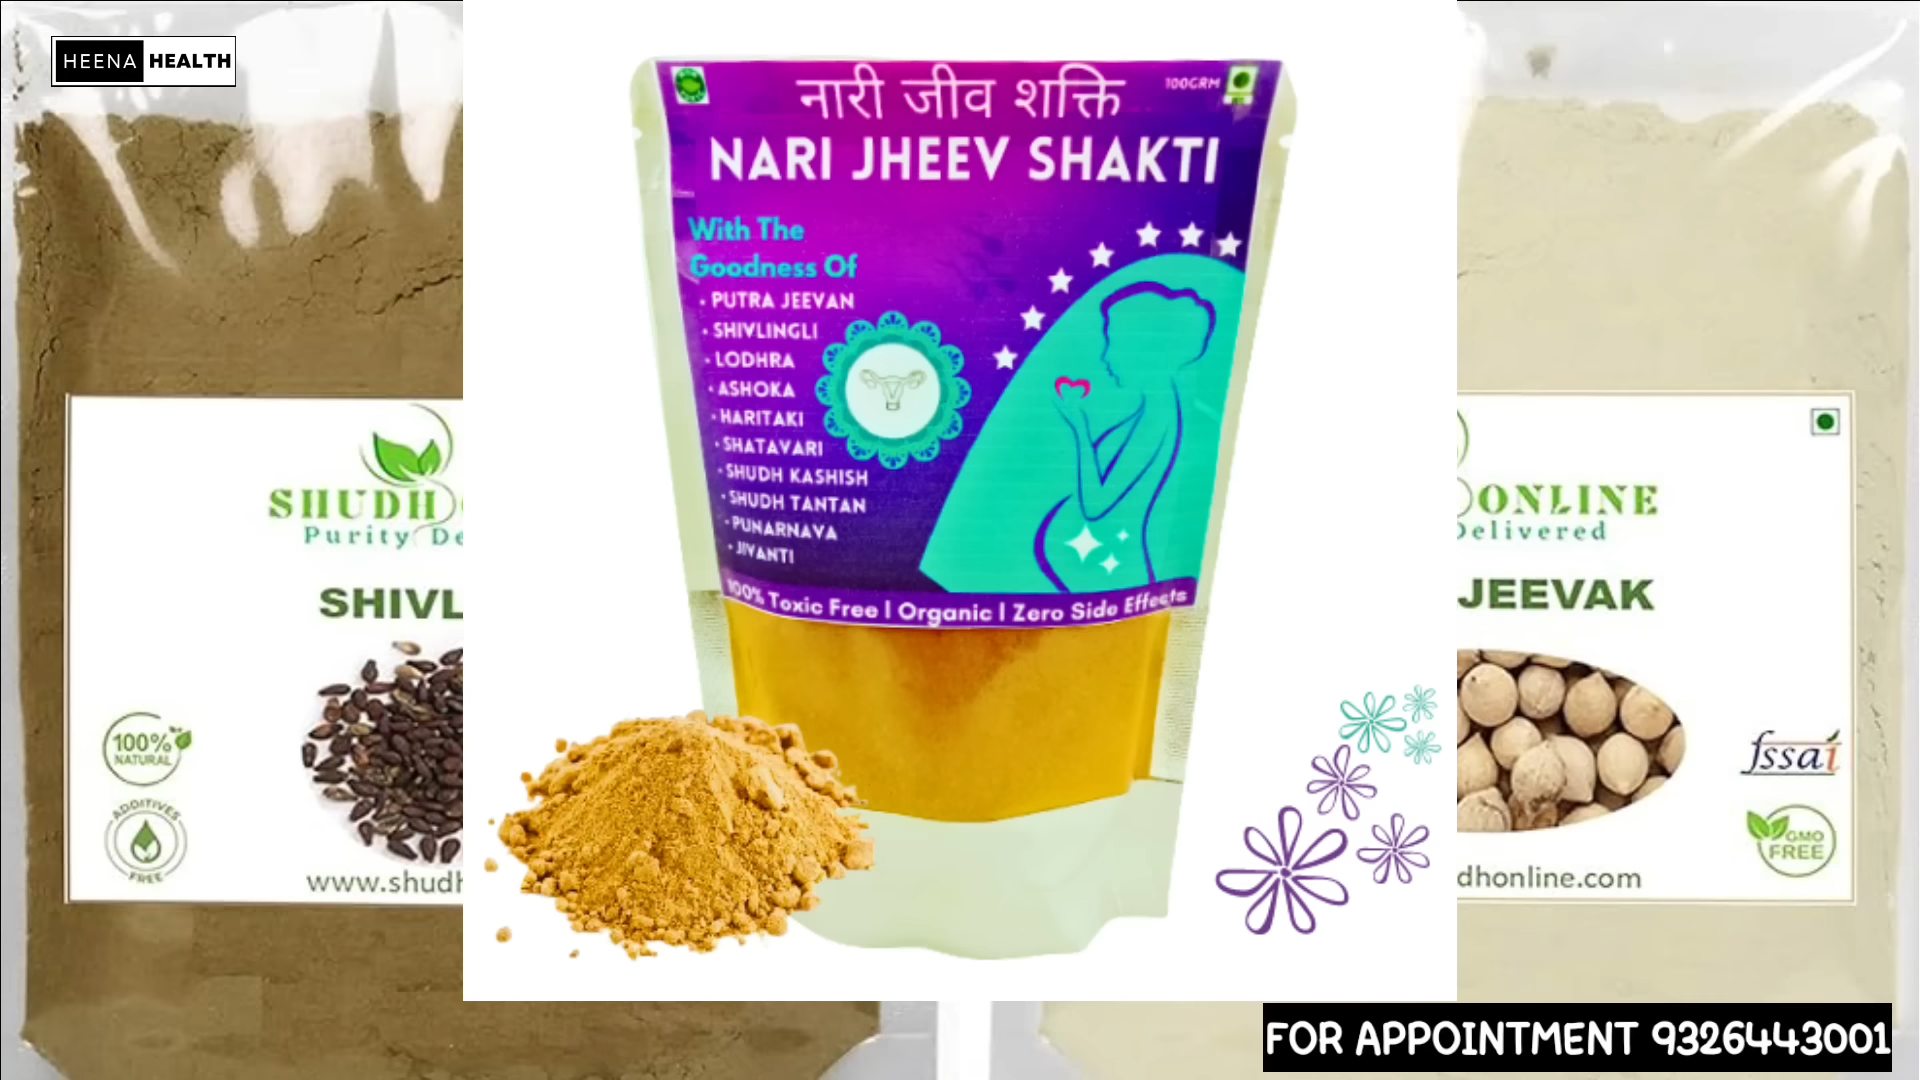 HEENA HEALTH
नारी जीव शक्ति
100GRM
NARI JHEEV SHAKTI
With The
Goodness Of
• PUTRA JEEVAN
• SHIVLINGLI
• LODHRA
• ASHOKA
• HARITAKI
• SHATAVARI
• SHUDH KASHISH
• SHUDH TANTAN
• PUNARNAVA
• JIVANTI
100% Toxic Free | Organic | Zero Side Effects
SHUDH
Purity De
SHIVL
100%
NATURAL
ADDITIVES
FREE
www.shudh
ONLINE
Delivered
JEEVAK
fssai
GMO
FREE
dhonline.com
FOR APPOINTMENT 9326443001